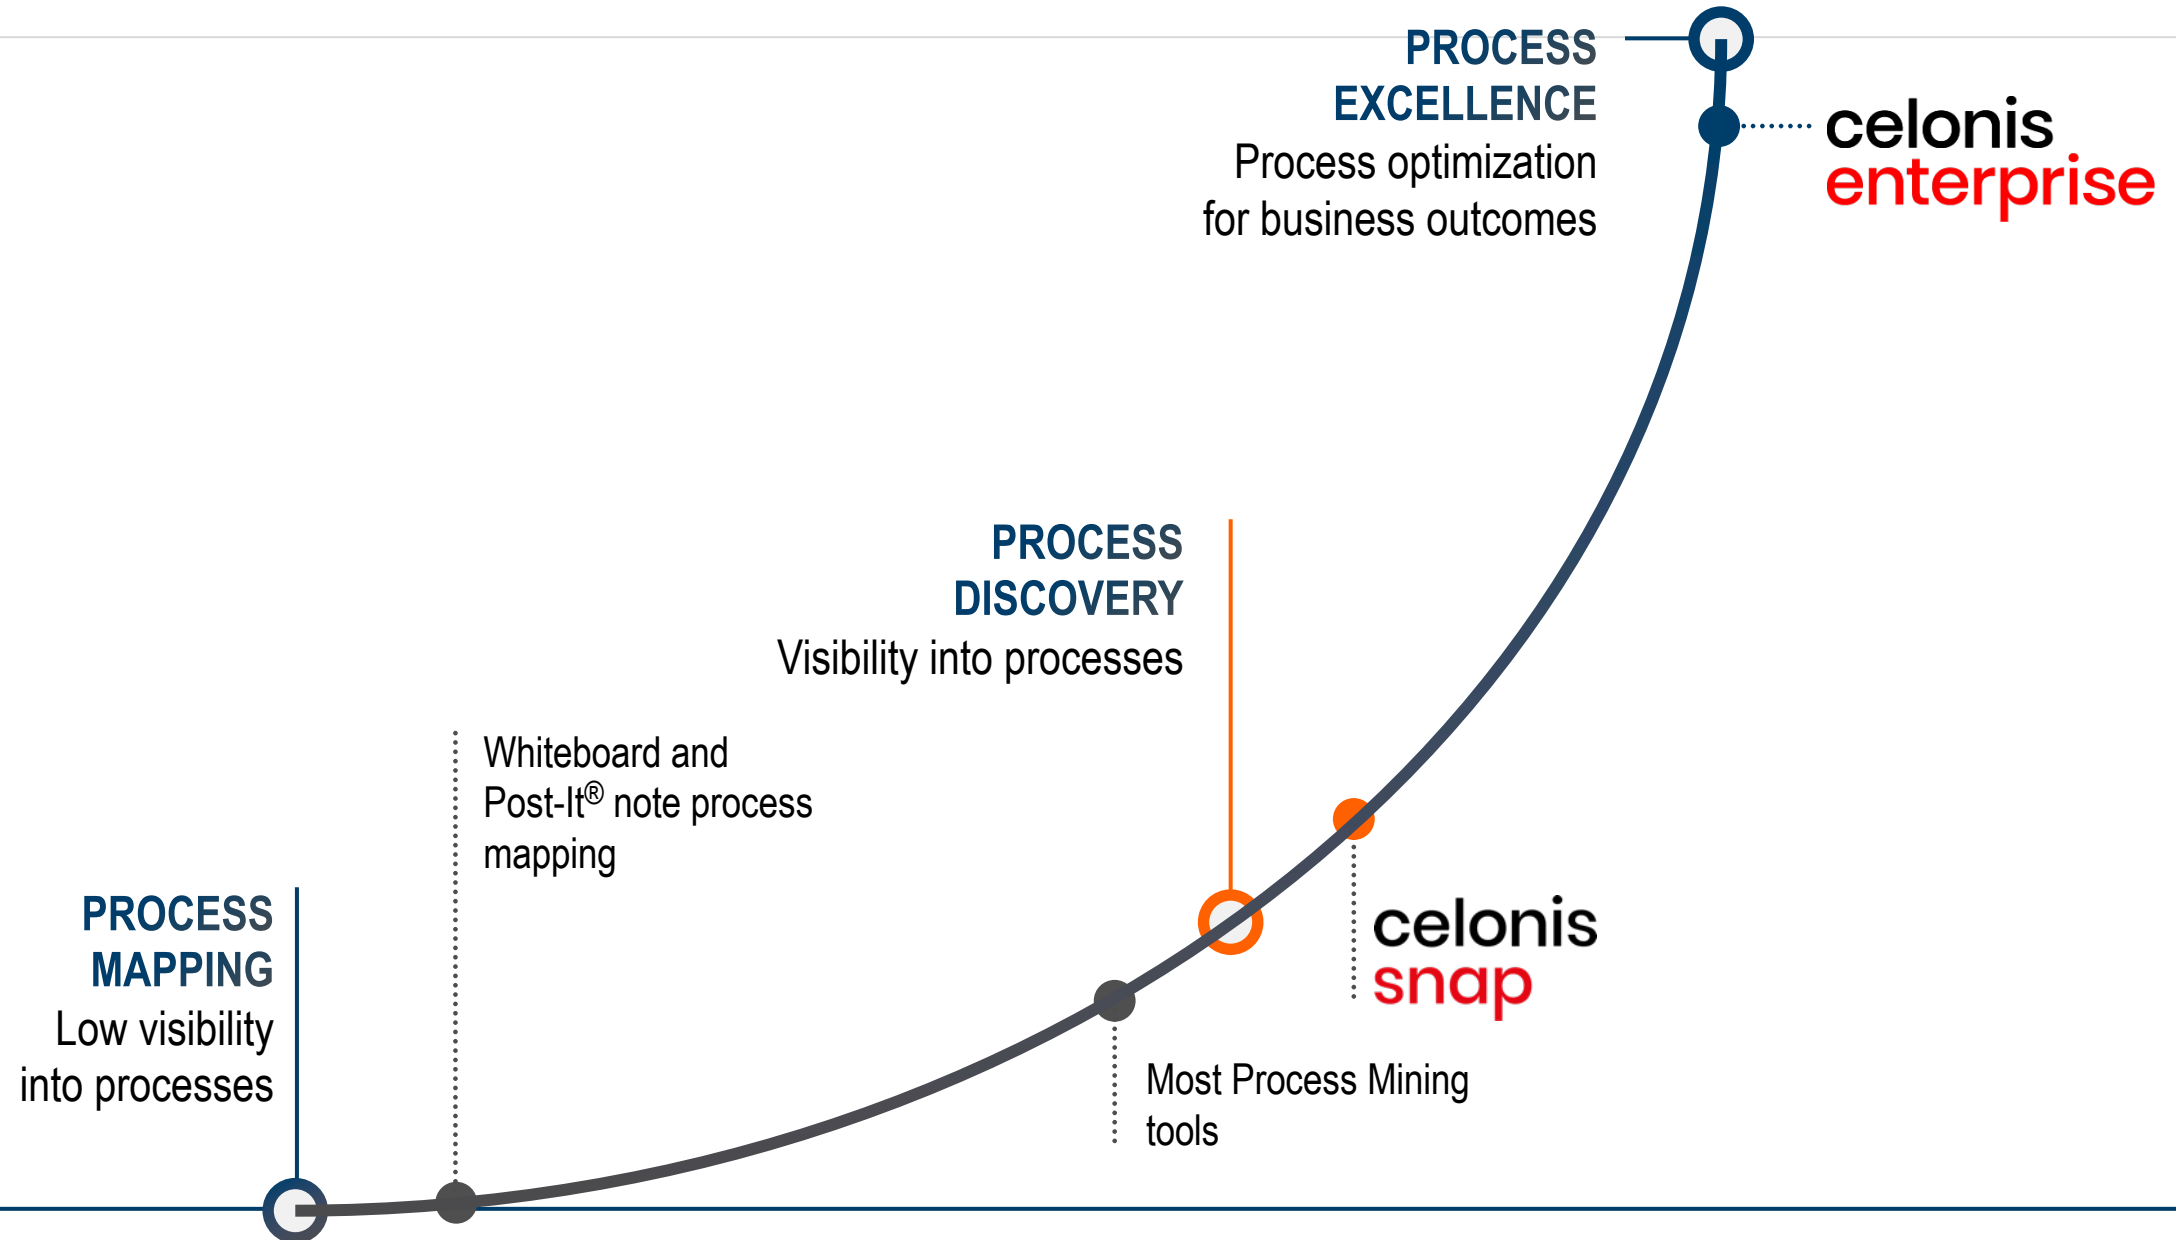 PROCESS
EXCELLENCE
Process optimization
for business outcomes
celonis
enterprise
PROCESS
DISCOVERY
Visibility into processes
Whiteboard and
Post-It® note process
mapping
PROCESS
MAPPING
Low visibility
into processes
celonis
snap
Most Process Mining
tools